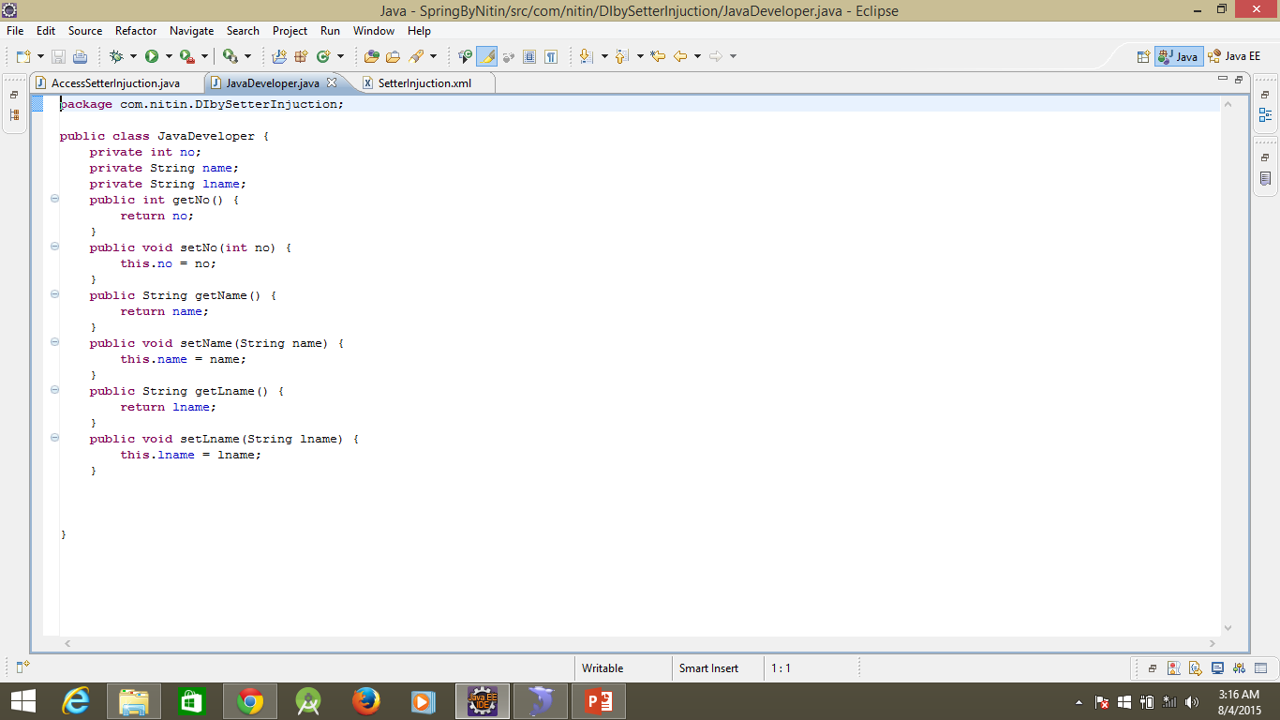 Java - SpringByNitin/src/com/nitin/DIbySetterInjuction/JavaDeveloper.java - Eclipse
File Edit Source Refactor Navigate Search Project Run Window Help
Java Java EE
AccessSetterInjuction.java JavaDeveloper.java SetterInjuction.xml
package com.nitin.DIbySetterInjuction;
public class JavaDeveloper {
private int no;
private String name;
private String lname;
public int getNo() {
return no;
}
public void setNo(int no) {
this.no = no;
}
public String getName() {
return name;
}
public void setName(String name) {
this.name = name;
}
public String getLname() {
return lname;
}
public void setLname(String lname) {
this.lname = lname;
}
}
Writable Smart Insert 1 : 1
Java EE
IDE
3:16 AM
8/4/2015